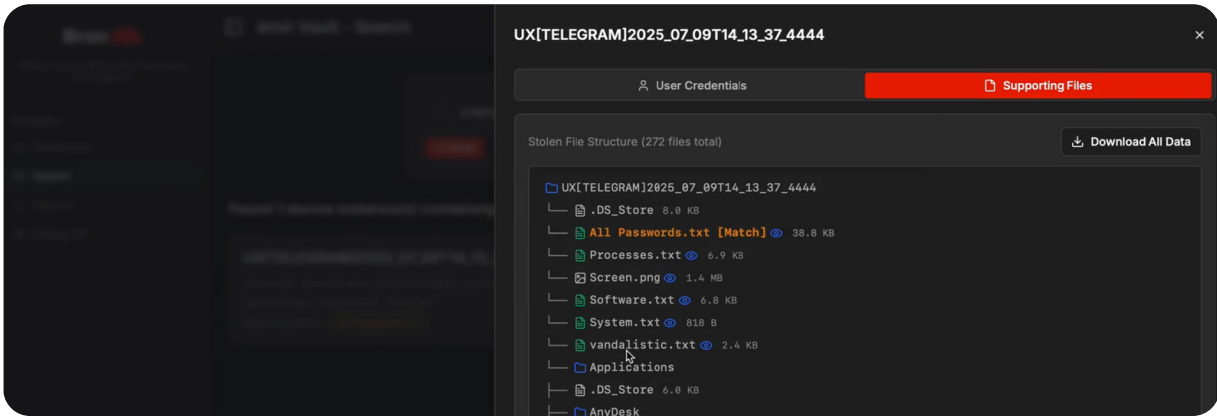 UX[TELEGRAM]2025_07_09T14_13_37_4444
User Credentials
Supporting Files
Stolen File Structure (272 files total)
Download All Data
UX[TELEGRAM]2025_07_09T14_13_37_4444
.DS_Store 8.0 KB
All Passwords.txt [Match] 38.8 KB
Processes.txt 6.9 KB
Screen.png 1.4 MB
Software.txt 6.8 KB
System.txt 818 B
vandalistic.txt 2.4 KB
Applications
.DS_Store 6.0 KB
AnyDesk